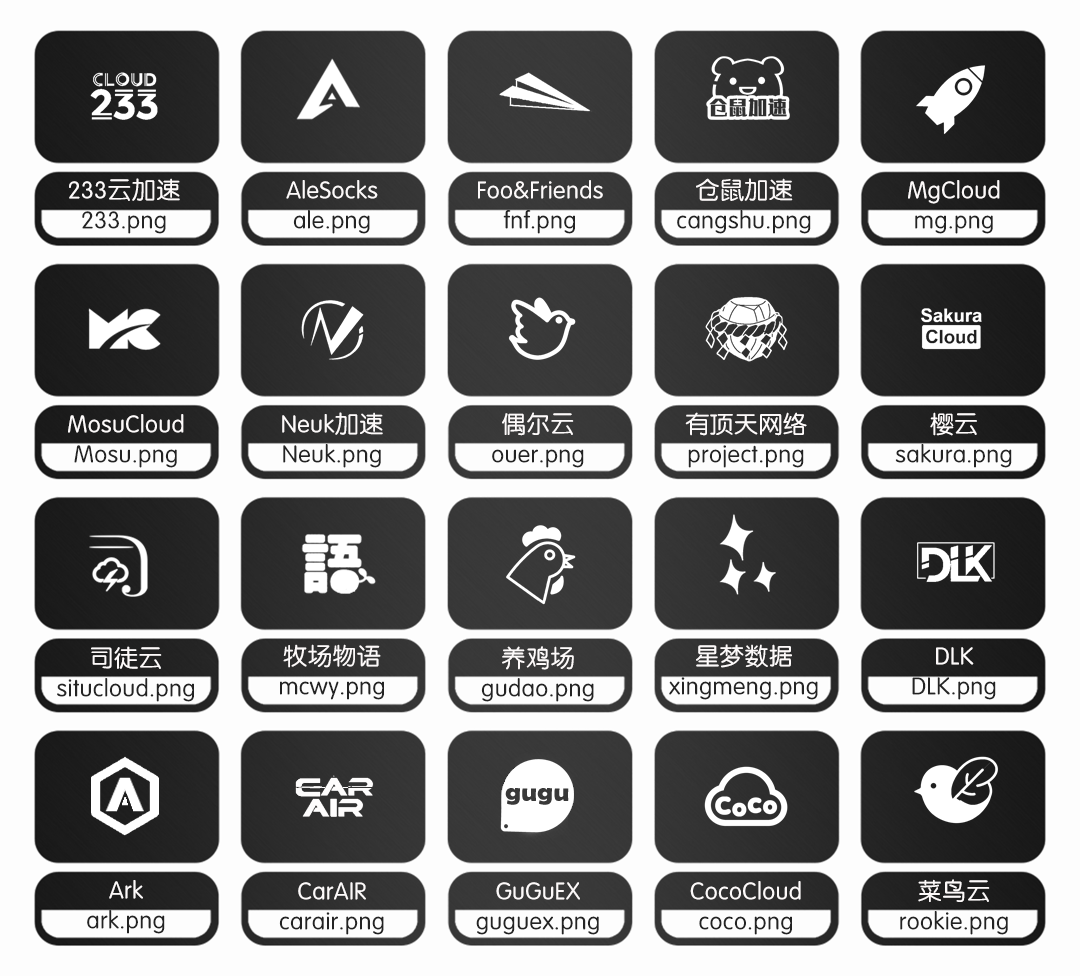 CLOUD
233
仓鼠加速
233云加速
AleSocks
Foo&Friends
仓鼠加速
MgCloud
233.png
ale.png
fnf.png
cangshu.png
mg.png
Sakura
Cloud
MosuCloud
Neuk加速
偶尔云
有顶天网络
樱云
Mosu.png
Neuk.png
ouer.png
project.png
sakura.png
語
DLK
司徒云
牧场物语
养鸡场
星梦数据
DLK
situcloud.png
mcwy.png
gudao.png
xingmeng.png
DLK.png
A
CAR
AIR
gugu
CoCo
Ark
CarAIR
GuGuEX
CocoCloud
菜鸟云
ark.png
carair.png
guguex.png
coco.png
rookie.png